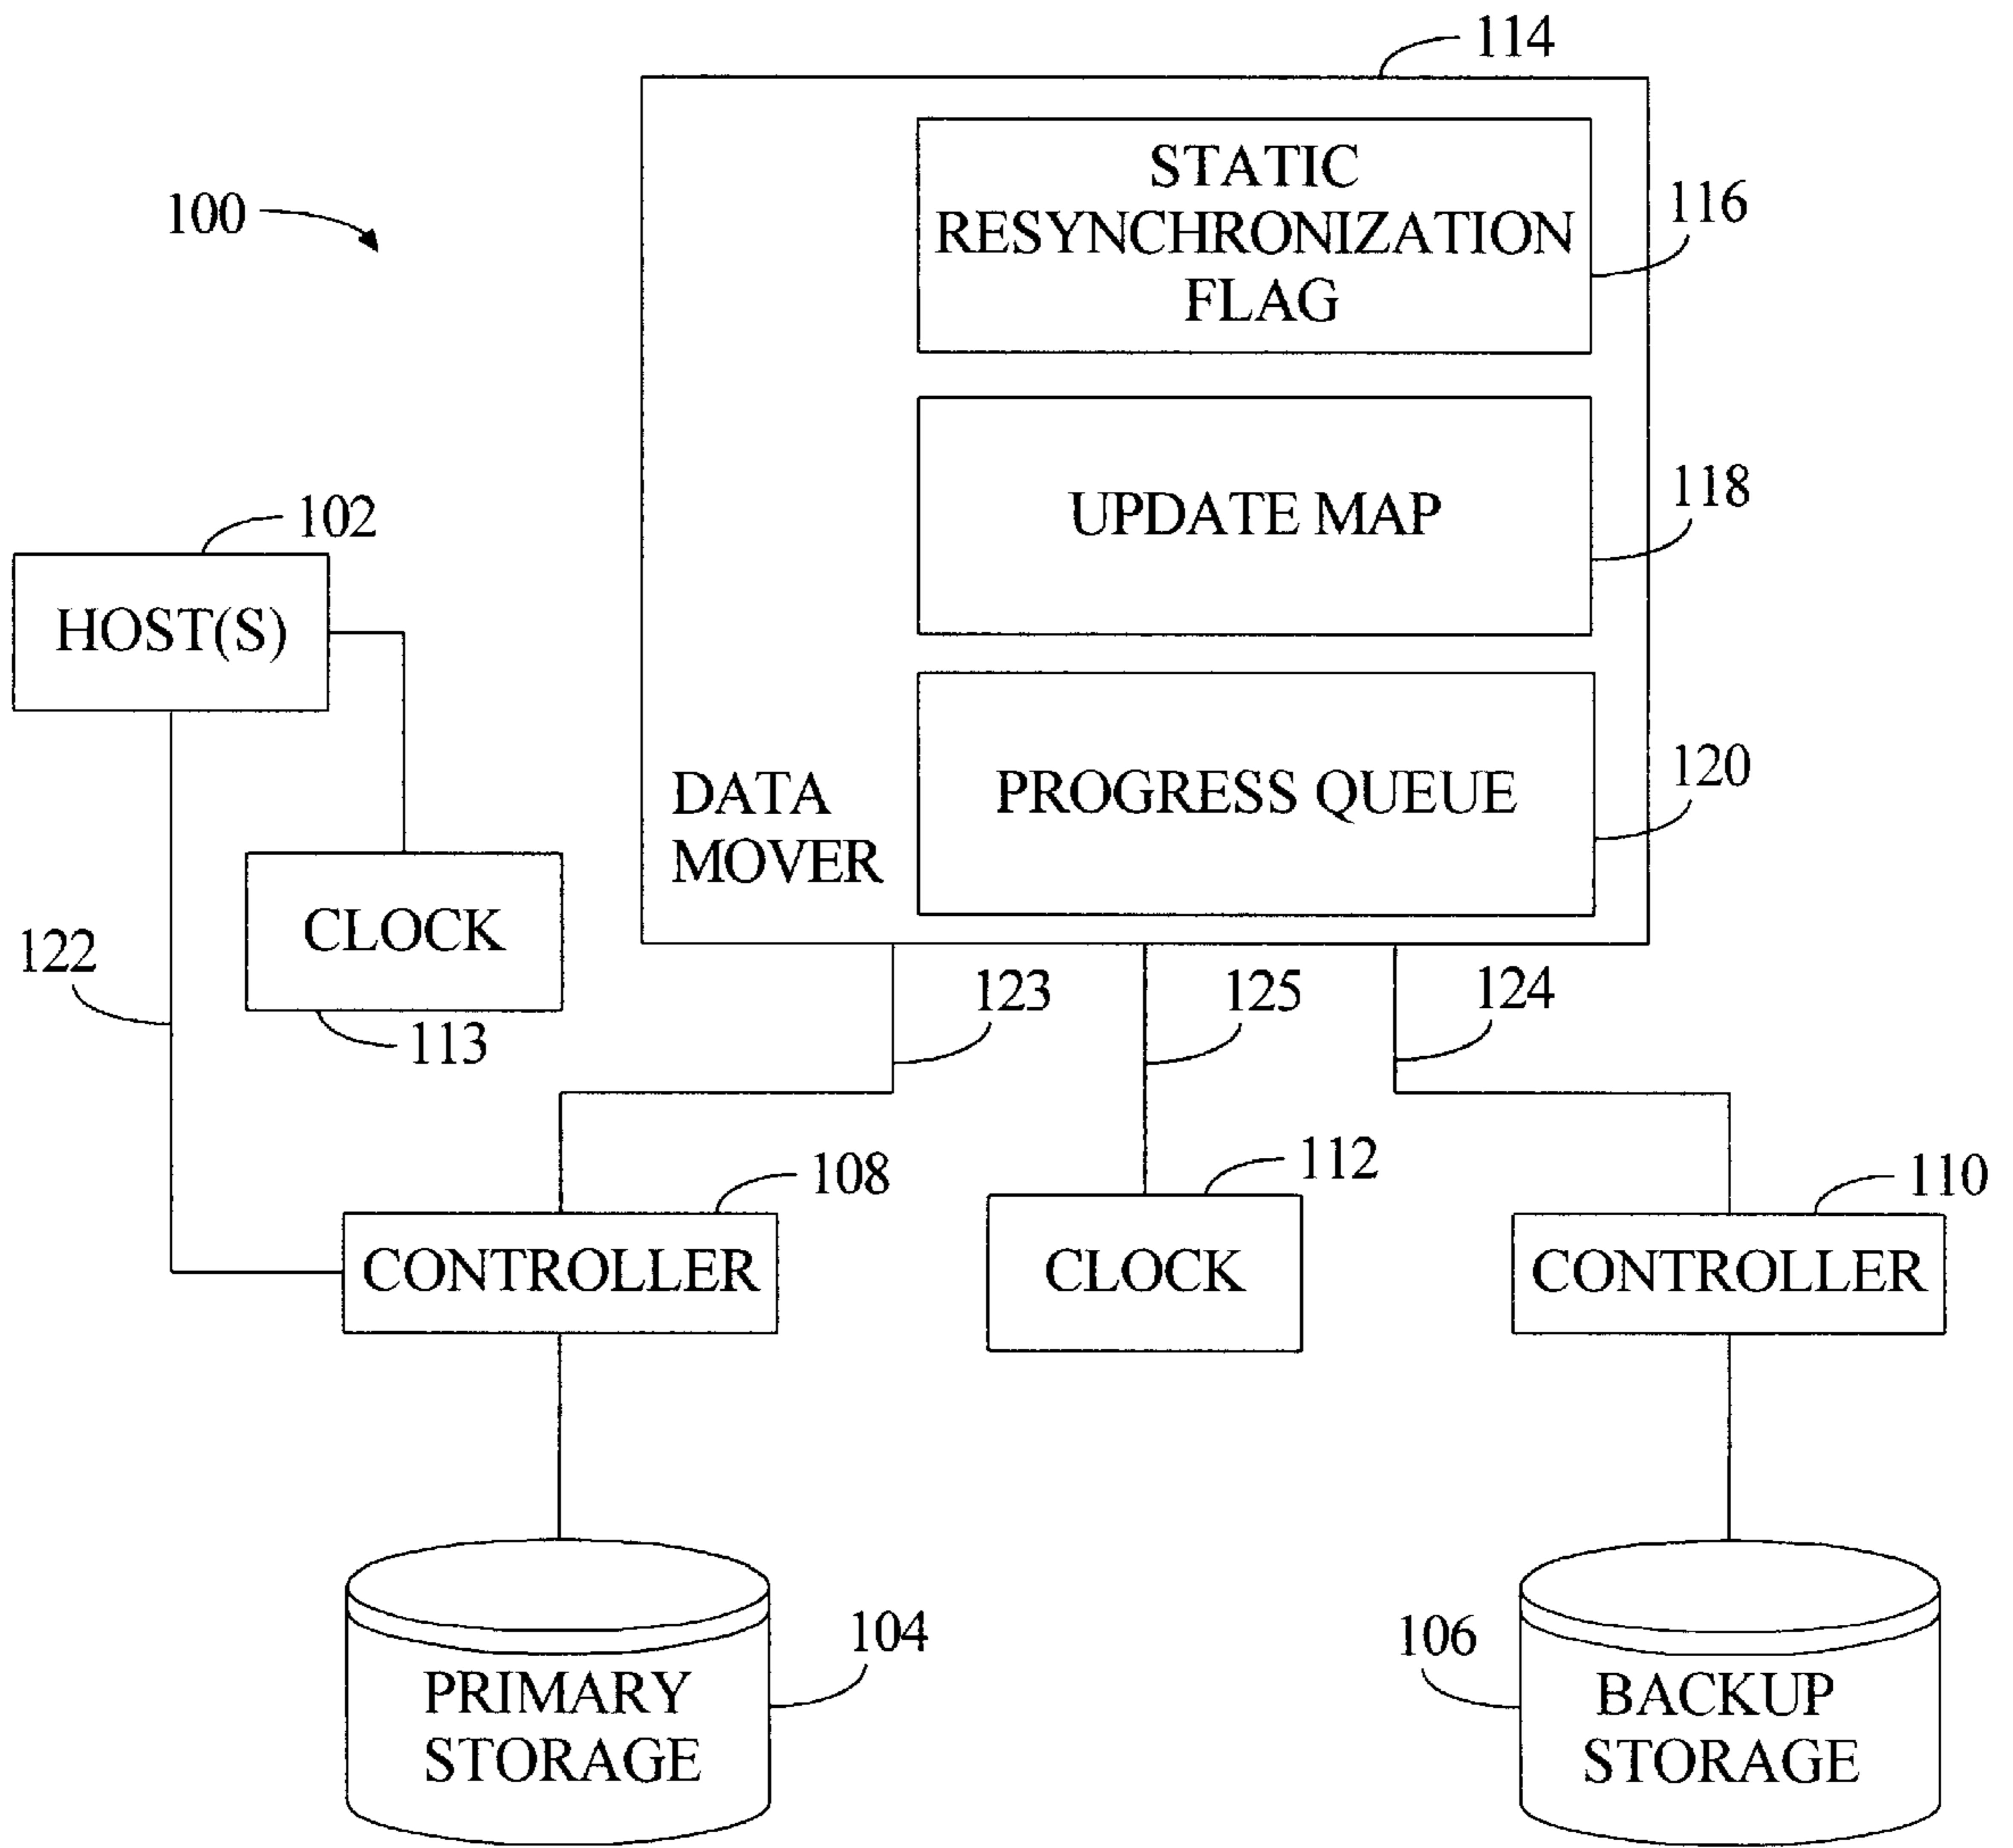 114
STATIC
RESYNCHRONIZATION
FLAG
116
100
UPDATE MAP
118
102
HOST(S)
PROGRESS QUEUE
120
DATA
MOVER
CLOCK
122
113
123
125
124
108
112
110
CONTROLLER
CLOCK
CONTROLLER
104
106
PRIMARY
STORAGE
BACKUP
STORAGE